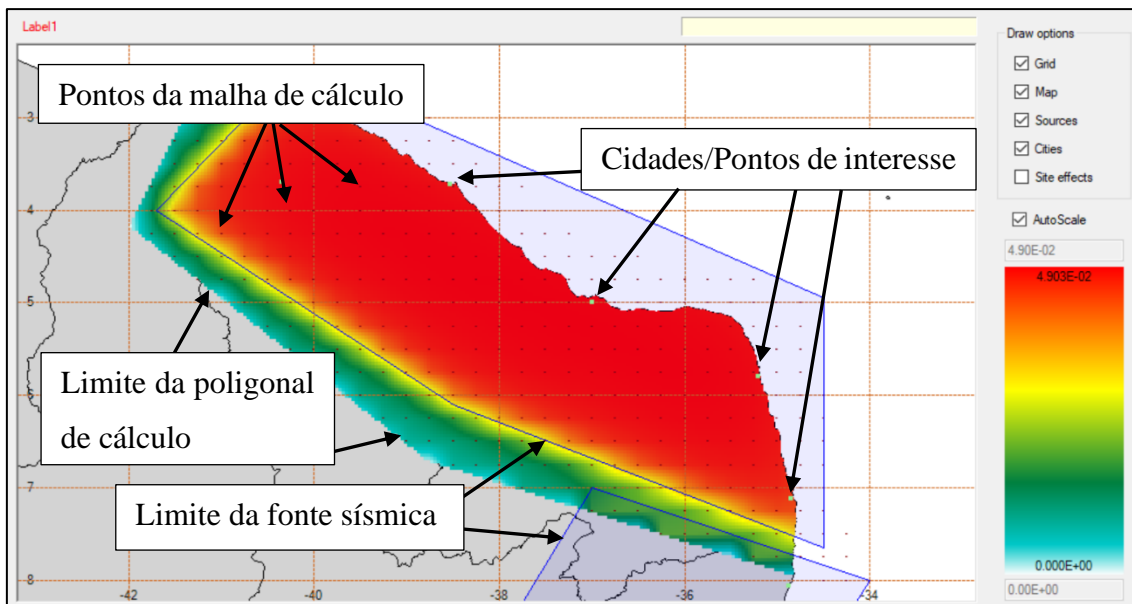 Label1
Draw options
Grid
Map
Sources
Cities
Site effects
AutoScale
4.90E-02
4.903E-02
0.000E+00
0.00E+00
Pontos da malha de cálculo
Cidades/Pontos de interesse
Limite da poligonal
de cálculo
Limite da fonte sísmica
-3
-4
-5
-6
-7
-8
-42
-40
-38
-36
-34